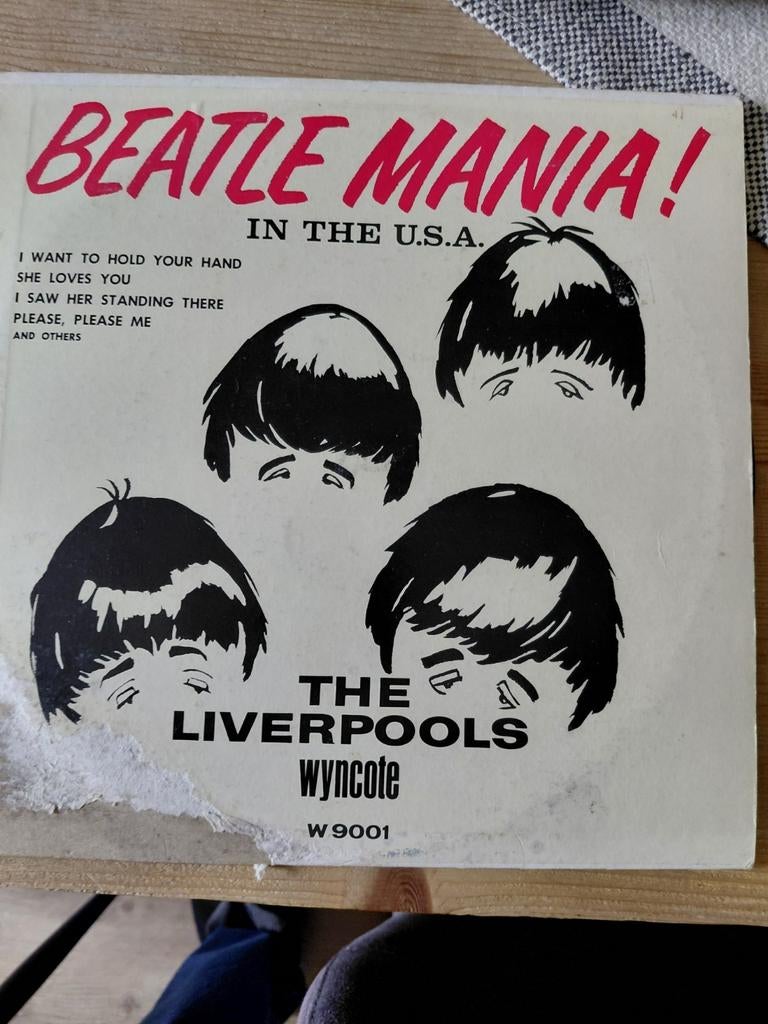 BEATLE MANIA!
IN THE U.S.A.
I WANT TO HOLD YOUR HAND
SHE LOVES YOU
I SAW HER STANDING THERE
PLEASE, PLEASE ME
AND OTHERS
THE
LIVERPOOLS
wyncote
W 9001